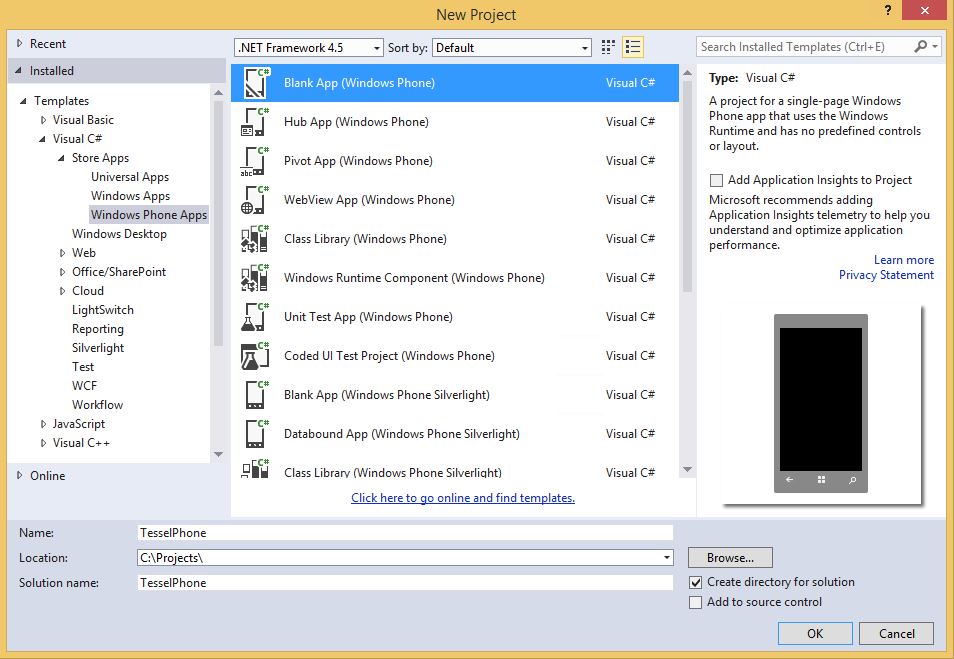 New Project
?
Recent
Installed
Templates
Visual Basic
Visual C#
Store Apps
Universal Apps
Windows Apps
Windows Phone Apps
Windows Desktop
Web
Office/SharePoint
Cloud
LightSwitch
Reporting
Silverlight
Test
WCF
Workflow
JavaScript
Visual C++
Online
.NET Framework 4.5
Sort by: Default
C# Blank App (Windows Phone) Visual C#
C# Hub App (Windows Phone) Visual C#
C# abc Pivot App (Windows Phone) Visual C#
C# WebView App (Windows Phone) Visual C#
C# Class Library (Windows Phone) Visual C#
C# Windows Runtime Component (Windows Phone) Visual C#
C# Unit Test App (Windows Phone) Visual C#
C# Coded UI Test Project (Windows Phone) Visual C#
C# Blank App (Windows Phone Silverlight) Visual C#
C# Databound App (Windows Phone Silverlight) Visual C#
C# Class Library (Windows Phone Silverlight) Visual C#
Click here to go online and find templates.
Search Installed Templates (Ctrl+E)
Type: Visual C#
A project for a single-page Windows
Phone app that uses the Windows
Runtime and has no predefined controls
or layout.
Add Application Insights to Project
Microsoft recommends adding
Application Insights telemetry to help you
understand and optimize application
performance.
Learn more
Privacy Statement
Name: TesselPhone
Location: C:\Projects\
Browse...
Solution name: TesselPhone
Create directory for solution
Add to source control
OK
Cancel